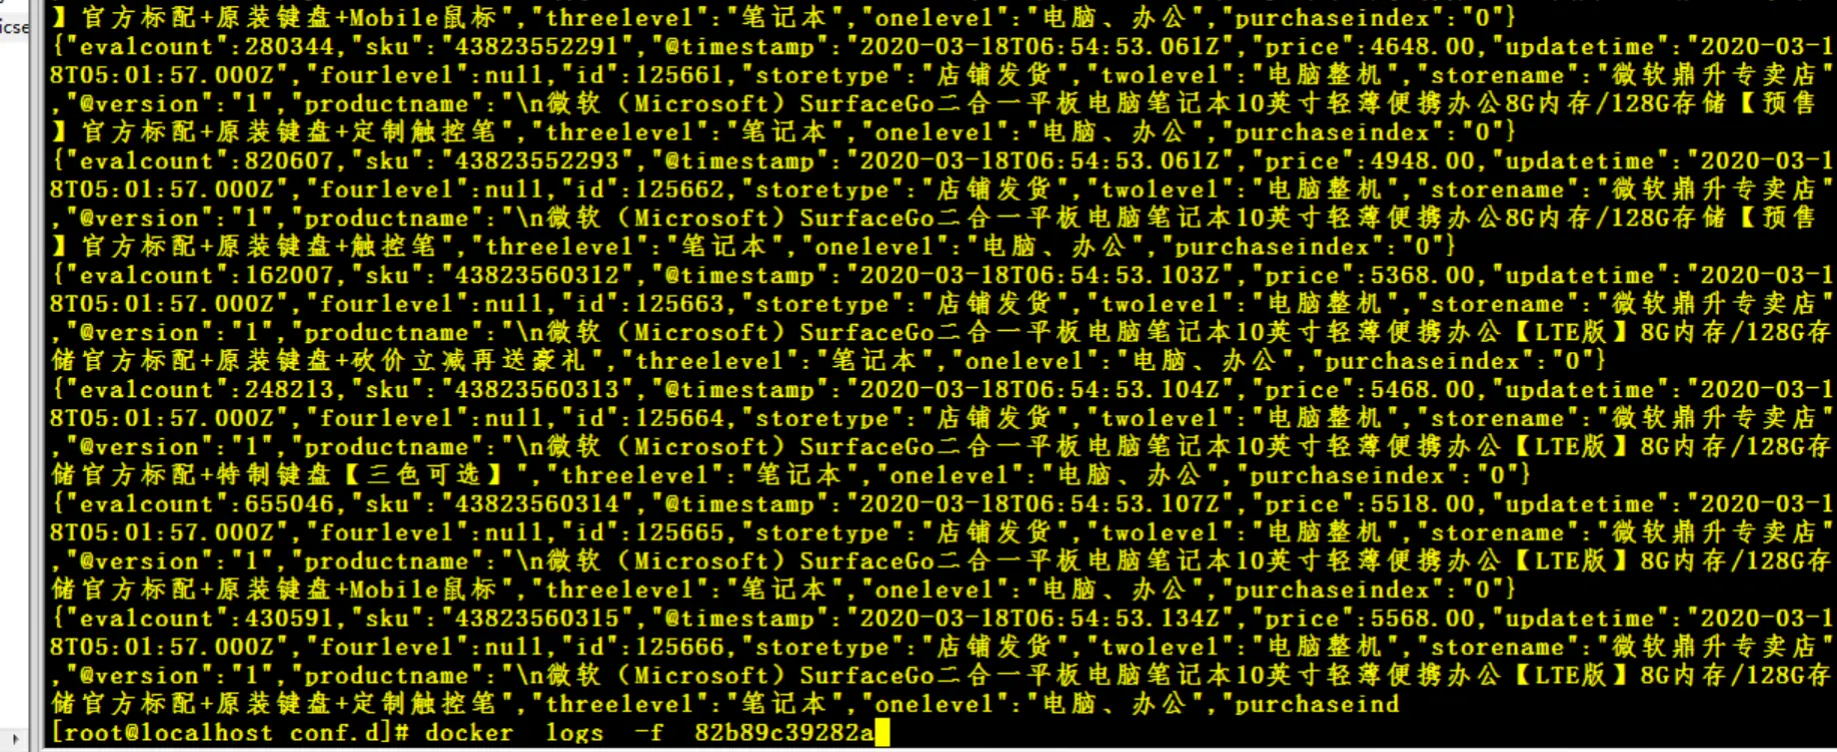 icse
】官方标配+原装键盘+Mobile鼠标","threelevel":"笔记本","onelevel":"电脑、办公","purchaseindex":"0"}
{"evalcount":280344,"sku":"43823552291","@timestamp":"2020-03-18T06:54:53.061Z","price":4648.00,"updatetime":"2020-03-1
8T05:01:57.000Z","fourlevel":null,"id":125661,"storetype":"店铺发货","twolevel":"电脑整机","storename":"微软鼎升专卖店"
,"@version":"1","productname":"\n微软（Microsoft）SurfaceGo二合一平板电脑笔记本10英寸轻薄便携办公8G内存/128G存储【预售
】官方标配+原装键盘+定制触控笔","threelevel":"笔记本","onelevel":"电脑、办公","purchaseindex":"0"}
{"evalcount":820607,"sku":"43823552293","@timestamp":"2020-03-18T06:54:53.061Z","price":4948.00,"updatetime":"2020-03-1
8T05:01:57.000Z","fourlevel":null,"id":125662,"storetype":"店铺发货","twolevel":"电脑整机","storename":"微软鼎升专卖店"
,"@version":"1","productname":"\n微软（Microsoft）SurfaceGo二合一平板电脑笔记本10英寸轻薄便携办公8G内存/128G存储【预售
】官方标配+原装键盘+触控笔","threelevel":"笔记本","onelevel":"电脑、办公","purchaseindex":"0"}
{"evalcount":162007,"sku":"43823560312","@timestamp":"2020-03-18T06:54:53.103Z","price":5368.00,"updatetime":"2020-03-1
8T05:01:57.000Z","fourlevel":null,"id":125663,"storetype":"店铺发货","twolevel":"电脑整机","storename":"微软鼎升专卖店"
,"@version":"1","productname":"\n微软（Microsoft）SurfaceGo二合一平板电脑笔记本10英寸轻薄便携办公【LTE版】8G内存/128G存
储官方标配+原装键盘+砍价立减再送豪礼","threelevel":"笔记本","onelevel":"电脑、办公","purchaseindex":"0"}
{"evalcount":248213,"sku":"43823560313","@timestamp":"2020-03-18T06:54:53.104Z","price":5468.00,"updatetime":"2020-03-1
8T05:01:57.000Z","fourlevel":null,"id":125664,"storetype":"店铺发货","twolevel":"电脑整机","storename":"微软鼎升专卖店"
,"@version":"1","productname":"\n微软（Microsoft）SurfaceGo二合一平板电脑笔记本10英寸轻薄便携办公【LTE版】8G内存/128G存
储官方标配+特制键盘【三色可选】","threelevel":"笔记本","onelevel":"电脑、办公","purchaseindex":"0"}
{"evalcount":655046,"sku":"43823560314","@timestamp":"2020-03-18T06:54:53.107Z","price":5518.00,"updatetime":"2020-03-1
8T05:01:57.000Z","fourlevel":null,"id":125665,"storetype":"店铺发货","twolevel":"电脑整机","storename":"微软鼎升专卖店"
,"@version":"1","productname":"\n微软（Microsoft）SurfaceGo二合一平板电脑笔记本10英寸轻薄便携办公【LTE版】8G内存/128G存
储官方标配+原装键盘+Mobile鼠标","threelevel":"笔记本","onelevel":"电脑、办公","purchaseindex":"0"}
{"evalcount":430591,"sku":"43823560315","@timestamp":"2020-03-18T06:54:53.134Z","price":5568.00,"updatetime":"2020-03-1
8T05:01:57.000Z","fourlevel":null,"id":125666,"storetype":"店铺发货","twolevel":"电脑整机","storename":"微软鼎升专卖店"
,"@version":"1","productname":"\n微软（Microsoft）SurfaceGo二合一平板电脑笔记本10英寸轻薄便携办公【LTE版】8G内存/128G存
储官方标配+原装键盘+定制触控笔","threelevel":"笔记本","onelevel":"电脑、办公","purchaseind
[root@localhost conf.d]# docker  logs  -f  82b89c39282a